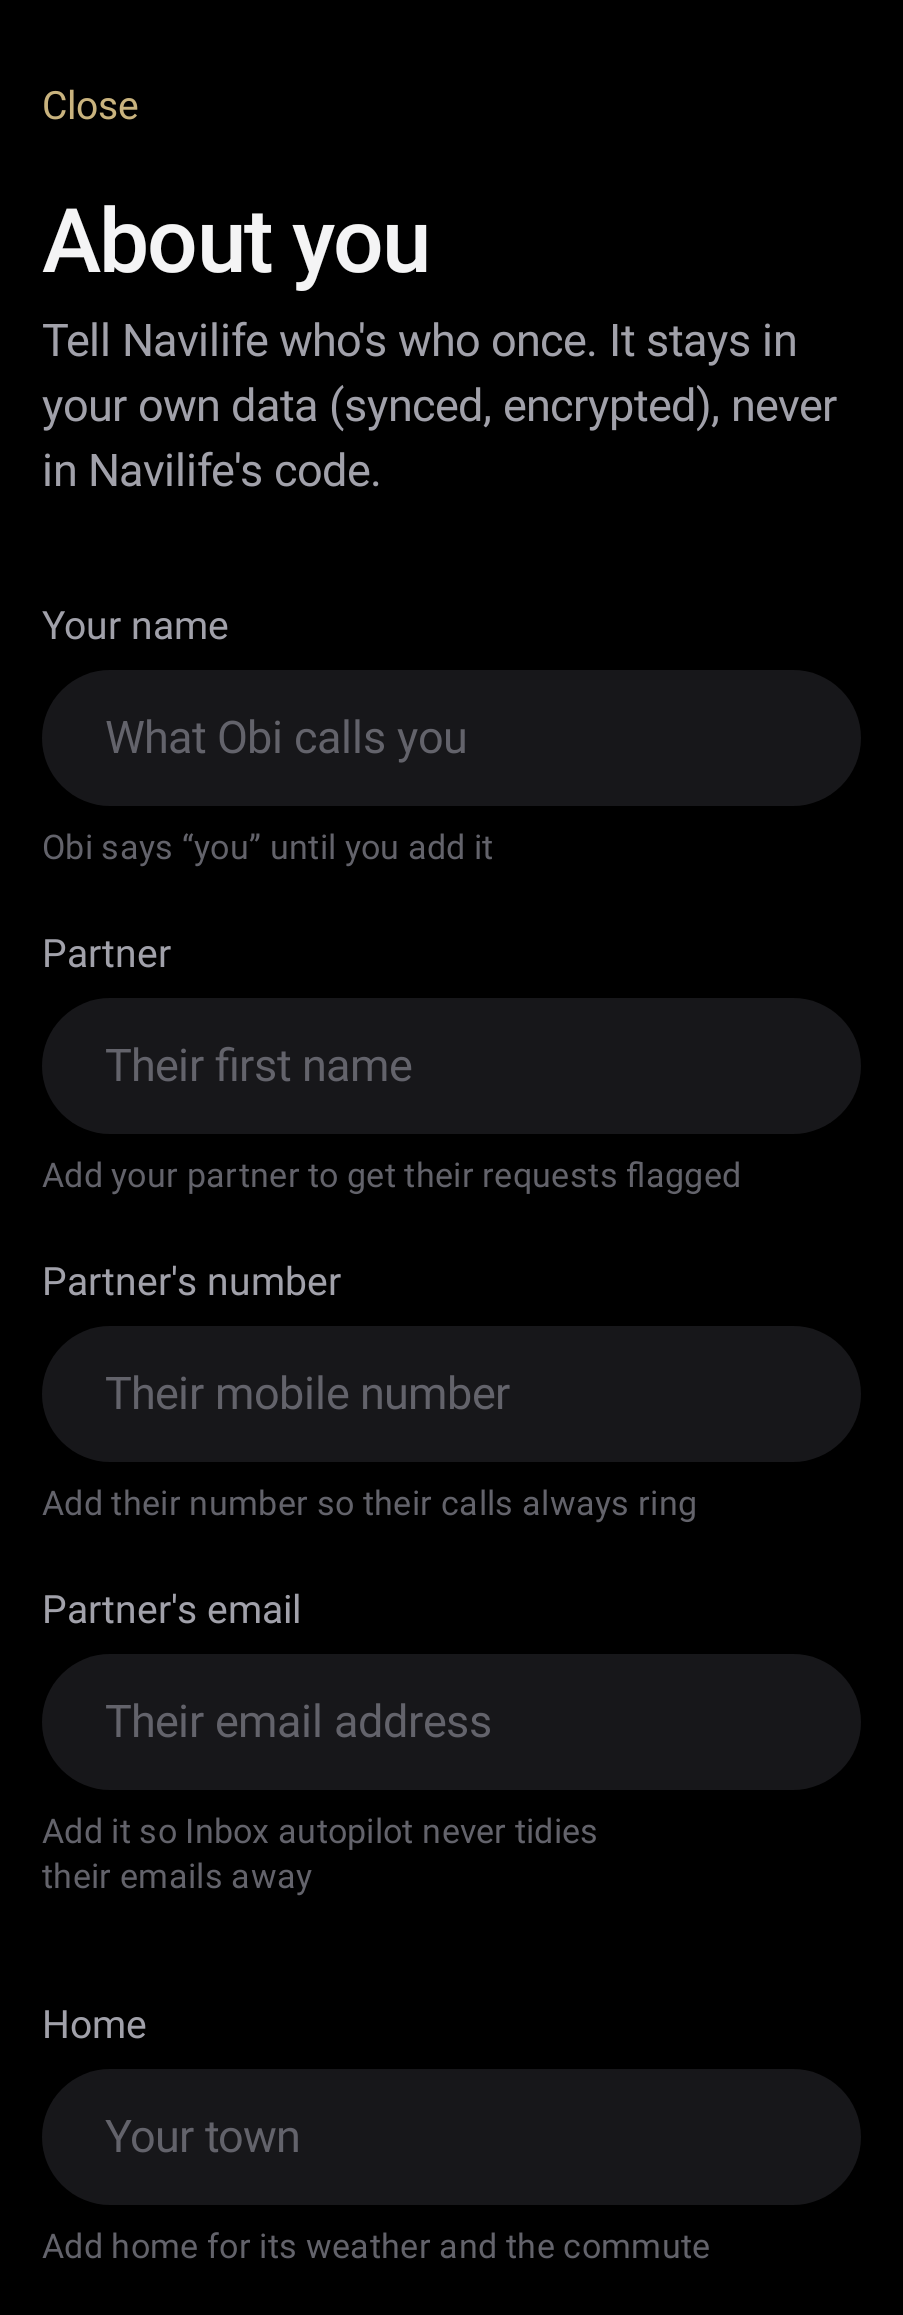 Close
About you
Tell Navilife who's who once. It stays in
your own data (synced, encrypted), never
in Navilife's code.
Your name
What Obi calls you
Obi says “you” until you add it
Partner
Their first name
Add your partner to get their requests flagged
Partner's number
Their mobile number
Add their number so their calls always ring
Partner's email
Their email address
Add it so Inbox autopilot never tidies
their emails away
Home
Your town
Add home for its weather and the commute